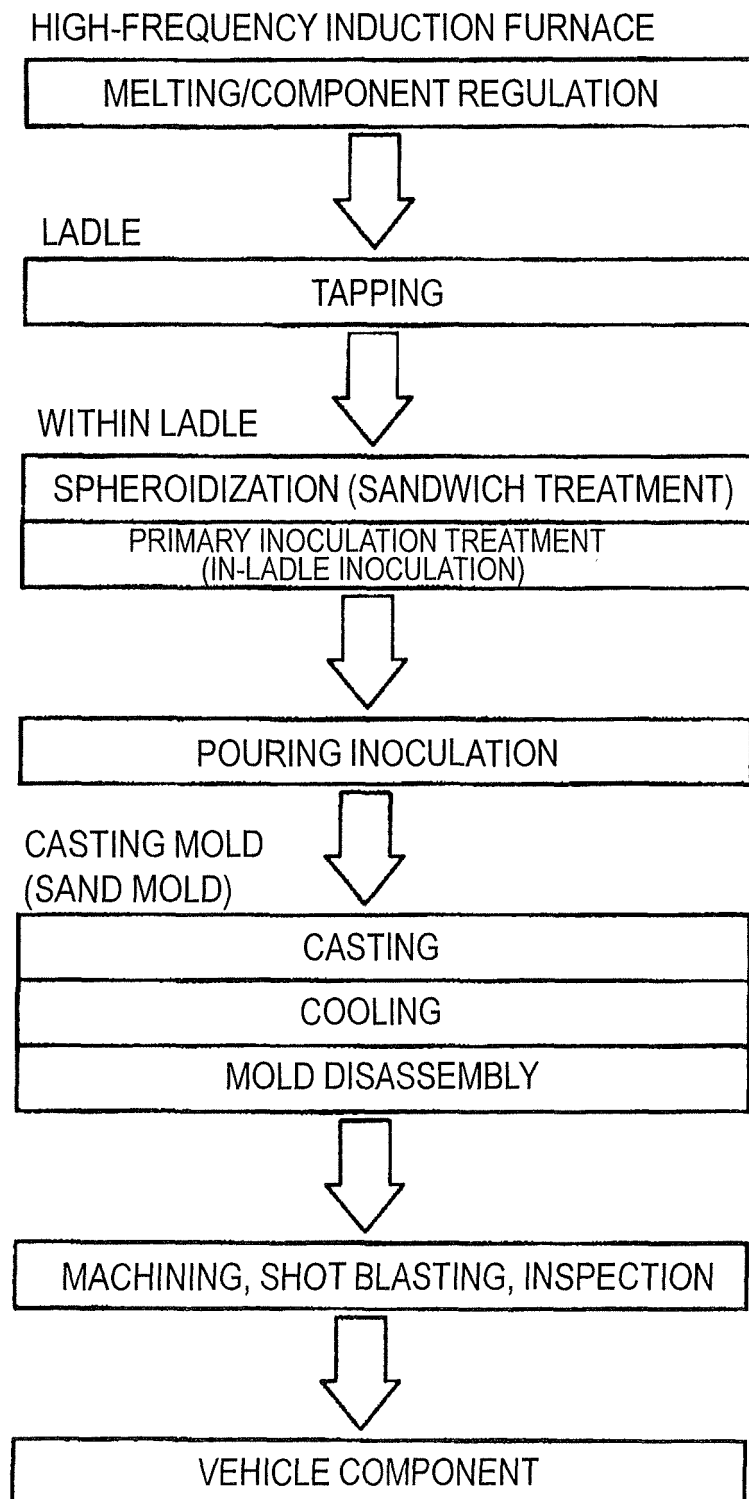 HIGH-FREQUENCY INDUCTION FURNACE
MELTING/COMPONENT REGULATION
LADLE
TAPPING
WITHIN LADLE
SPHEROIDIZATION (SANDWICH TREATMENT)
PRIMARY INOCULATION TREATMENT
(IN-LADLE INOCULATION)
POURING INOCULATION
CASTING MOLD
(SAND MOLD)
CASTING
COOLING
MOLD DISASSEMBLY
MACHINING, SHOT BLASTING, INSPECTION
VEHICLE COMPONENT